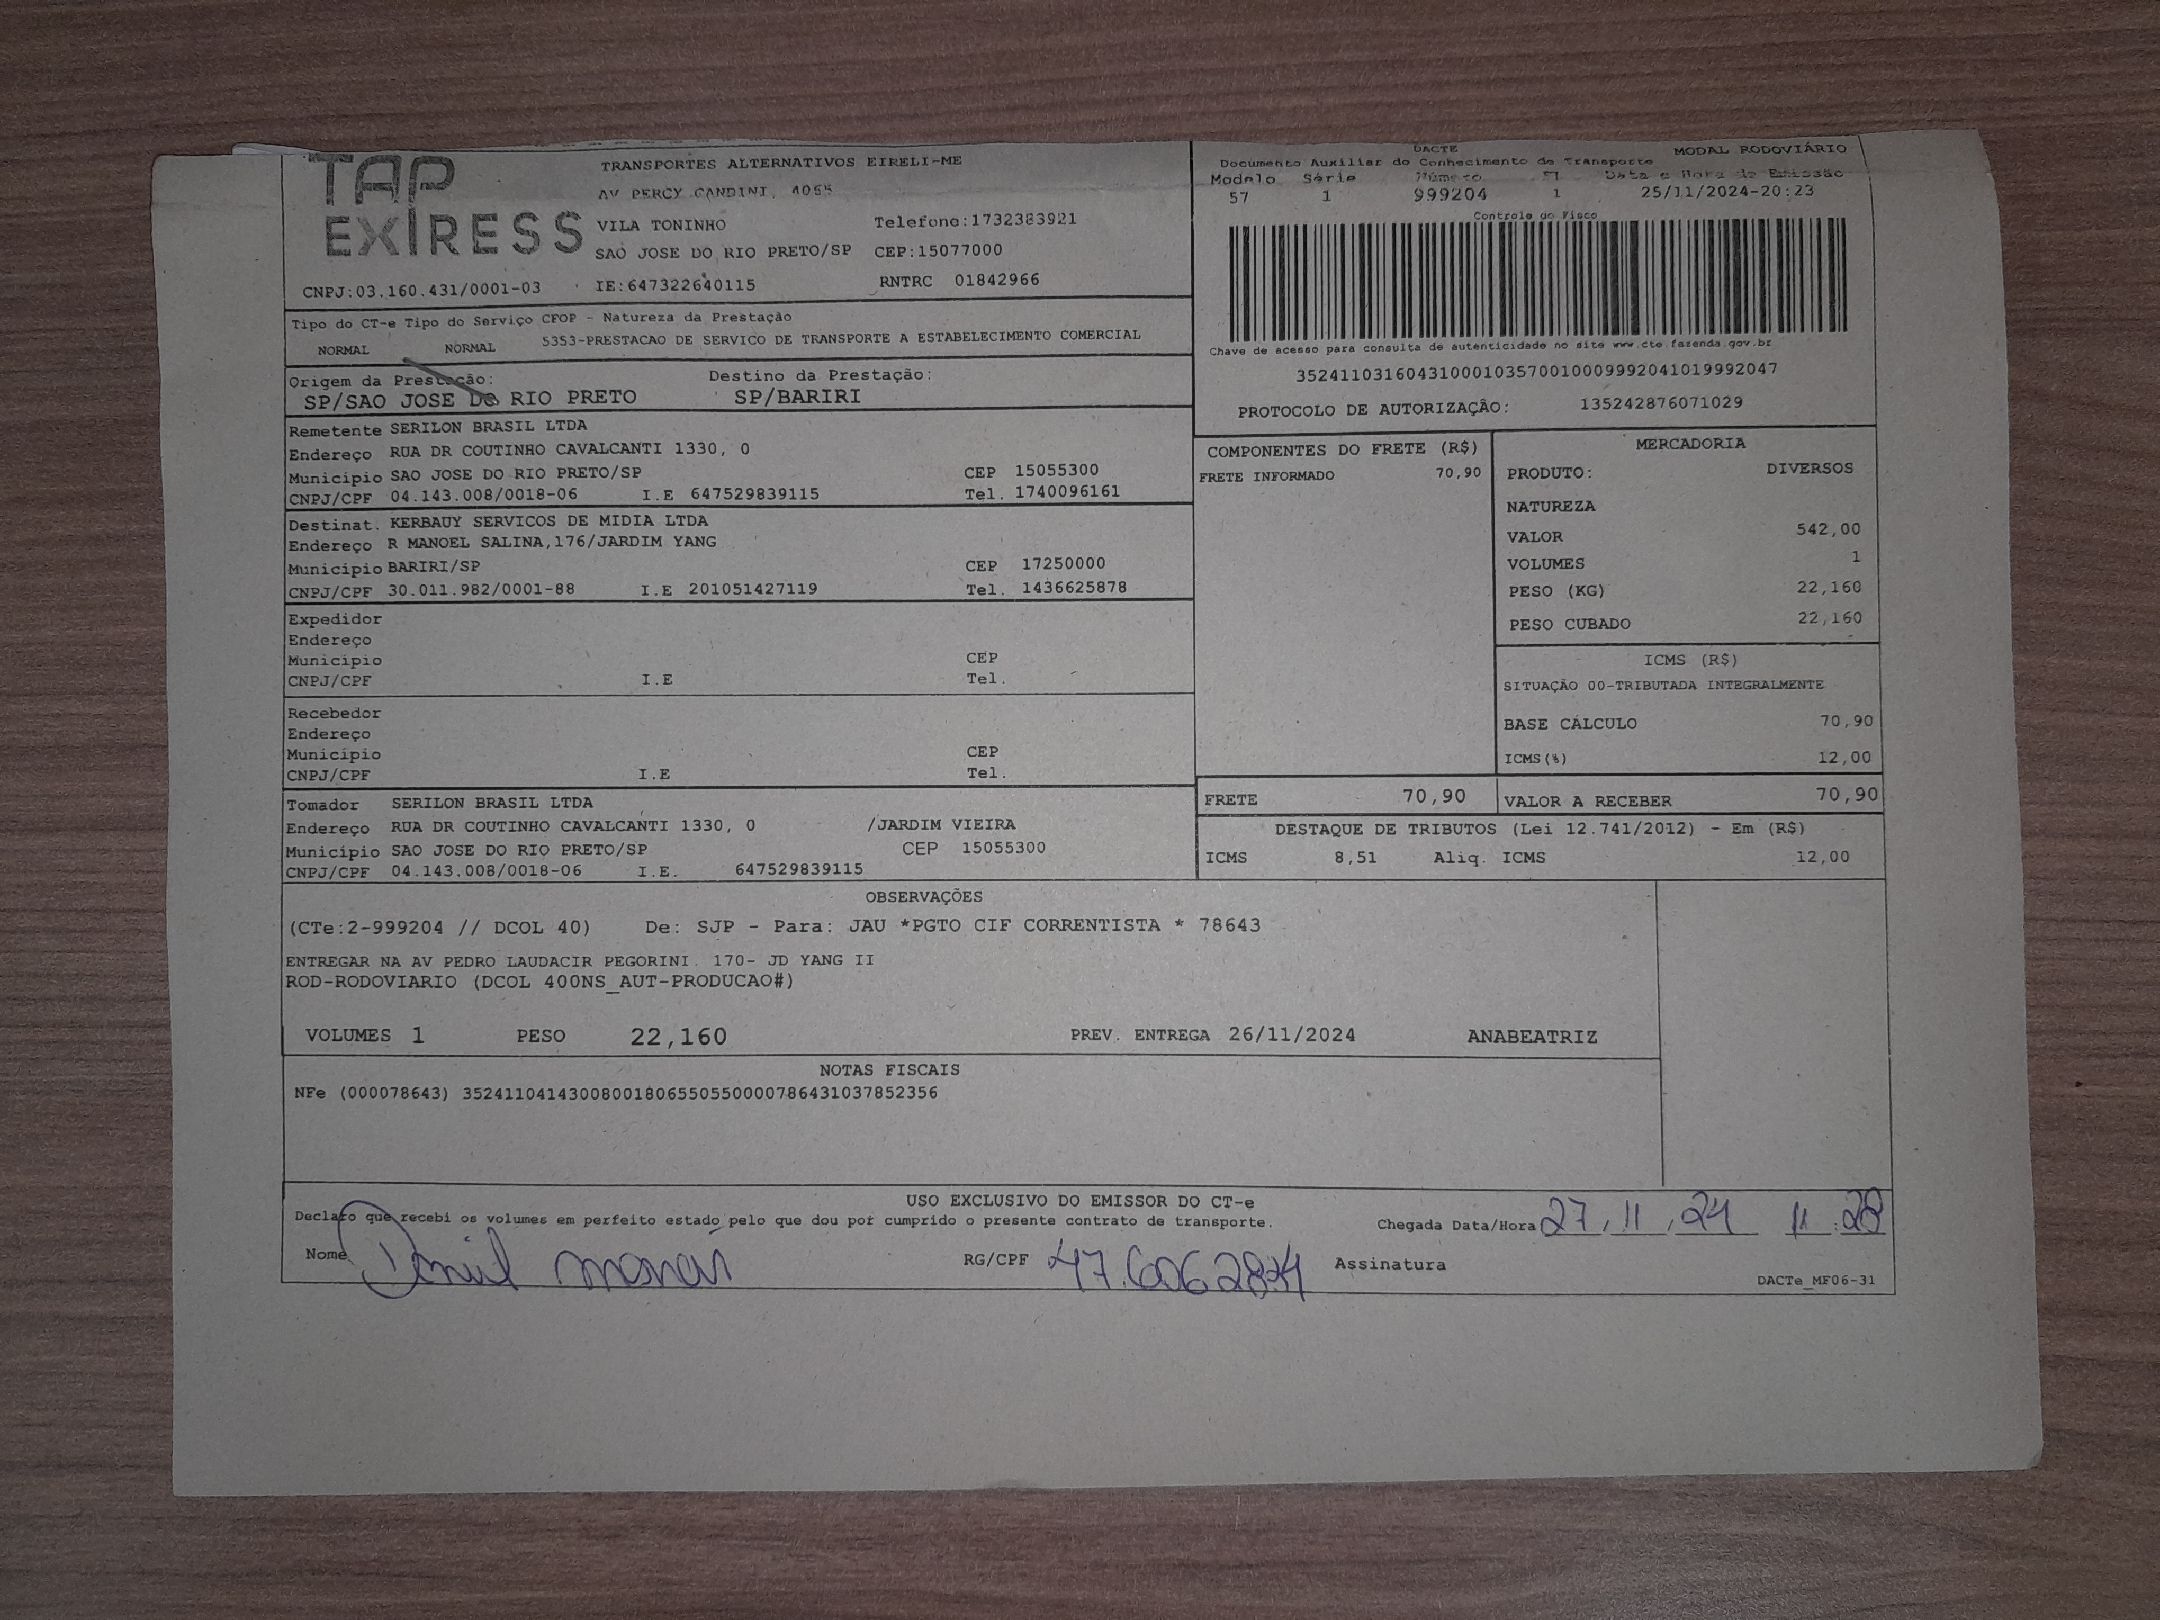 TAP
EXIRESS
TRANSPORTES ALTERNATIVOS EIRELI-ME
AV PERCY GANDINI, 4065
VILA TONINHO Telefone:1732383921
SAO JOSE DO RIO PRETO/SP CEP:15077000
CNPJ:03.160.431/0001-03 IE:647322640115 RNTRC 01842966
DACTE MODAL RODOVIÁRIO
Documento Auxiliar do Conhecimento de Transporte
Modelo Série Número Fl Data e Hora de Emissão
57 1 999204 1 25/11/2024-20:23
Controle do Fisco
Chave de acesso para consulta de autenticidade no site www.cte.fazenda.gov.br
35241103160431000103570010009992041019992047
PROTOCOLO DE AUTORIZAÇÃO: 135242876071029
Tipo do CT-e Tipo do Serviço CFOP - Natureza da Prestação
NORMAL NORMAL 5353-PRESTACAO DE SERVICO DE TRANSPORTE A ESTABELECIMENTO COMERCIAL
Origem da Prestação: Destino da Prestação:
SP/SAO JOSE DO RIO PRETO SP/BARIRI
Remetente SERILON BRASIL LTDA
Endereço RUA DR COUTINHO CAVALCANTI 1330, 0
Municipio SAO JOSE DO RIO PRETO/SP CEP 15055300
CNPJ/CPF 04.143.008/0018-06 I.E 647529839115 Tel. 1740096161
Destinat. KERBAUY SERVICOS DE MIDIA LTDA
Endereço R MANOEL SALINA,176/JARDIM YANG
Municipio BARIRI/SP CEP 17250000
CNPJ/CPF 30.011.982/0001-88 I.E 201051427119 Tel. 1436625878
Expedidor
Endereço
Municipio CEP
CNPJ/CPF I.E Tel.
Recebedor
Endereço
Municipio CEP
CNPJ/CPF I.E Tel.
Tomador SERILON BRASIL LTDA
Endereço RUA DR COUTINHO CAVALCANTI 1330, 0 /JARDIM VIEIRA
Municipio SAO JOSE DO RIO PRETO/SP CEP 15055300
CNPJ/CPF 04.143.008/0018-06 I.E. 647529839115
COMPONENTES DO FRETE (R$)
FRETE INFORMADO 70,90
MERCADORIA
PRODUTO: DIVERSOS
NATUREZA
VALOR 542,00
VOLUMES 1
PESO (KG) 22,160
PESO CUBADO 22,160
ICMS (R$)
SITUAÇÃO 00-TRIBUTADA INTEGRALMENTE
BASE CÁLCULO 70,90
ICMS(%) 12,00
FRETE 70,90 VALOR A RECEBER 70,90
DESTAQUE DE TRIBUTOS (Lei 12.741/2012) - Em (R$)
ICMS 8,51 Aliq. ICMS 12,00
OBSERVAÇÕES
(CTe:2-999204 // DCOL 40) De: SJP - Para: JAU *PGTO CIF CORRENTISTA * 78643
ENTREGAR NA AV PEDRO LAUDACIR PEGORINI. 170- JD YANG II
ROD-RODOVIARIO (DCOL 400NS_AUT-PRODUCAO#)
VOLUMES 1 PESO 22,160 PREV. ENTREGA 26/11/2024 ANABEATRIZ
NOTAS FISCAIS
NFe (000078643) 35241104143008001806550550000786431037852356
USO EXCLUSIVO DO EMISSOR DO CT-e
Declaro que recebi os volumes em perfeito estado pelo que dou por cumprido o presente contrato de transporte.
Chegada Data/Hora 27.11.24 11:28
Nome RG/CPF Assinatura
DACTe_MF06-31